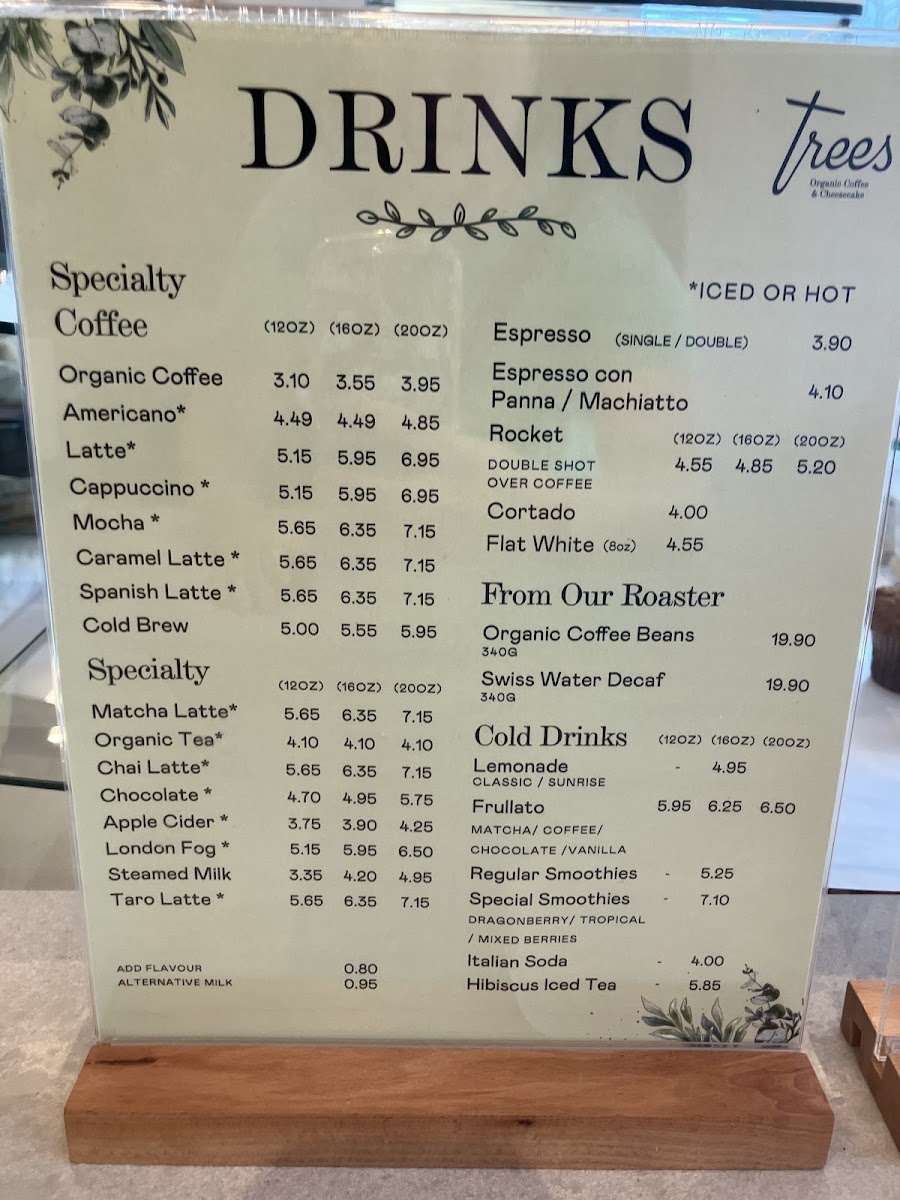 DRINKS
Trees
Organic Coffee
& Cheesecake
Specialty
Coffee (12OZ) (16OZ) (20OZ)
Organic Coffee 3.10 3.55 3.95
Americano* 4.49 4.49 4.85
Latte* 5.15 5.95 6.95
Cappuccino * 5.15 5.95 6.95
Mocha * 5.65 6.35 7.15
Caramel Latte * 5.65 6.35 7.15
Spanish Latte * 5.65 6.35 7.15
Cold Brew 5.00 5.55 5.95
Specialty
(12OZ) (16OZ) (20OZ)
Matcha Latte* 5.65 6.35 7.15
Organic Tea* 4.10 4.10 4.10
Chai Latte* 5.65 6.35 7.15
Chocolate * 4.70 4.95 5.75
Apple Cider * 3.75 3.90 4.25
London Fog * 5.15 5.95 6.50
Steamed Milk 3.35 4.20 4.95
Taro Latte * 5.65 6.35 7.15
ADD FLAVOUR 0.80
ALTERNATIVE MILK 0.95
*ICED OR HOT
Espresso (SINGLE / DOUBLE) 3.90
Espresso con
Panna / Machiatto 4.10
Rocket (12OZ) (16OZ) (20OZ)
DOUBLE SHOT 4.55 4.85 5.20
OVER COFFEE
Cortado 4.00
Flat White (8oz) 4.55
From Our Roaster
Organic Coffee Beans 19.90
340G
Swiss Water Decaf 19.90
340G
Cold Drinks (12OZ) (16OZ) (20OZ)
Lemonade - 4.95
CLASSIC / SUNRISE
Frullato 5.95 6.25 6.50
MATCHA/ COFFEE/
CHOCOLATE /VANILLA
Regular Smoothies - 5.25
Special Smoothies - 7.10
DRAGONBERRY/ TROPICAL
/ MIXED BERRIES
Italian Soda - 4.00
Hibiscus Iced Tea - 5.85